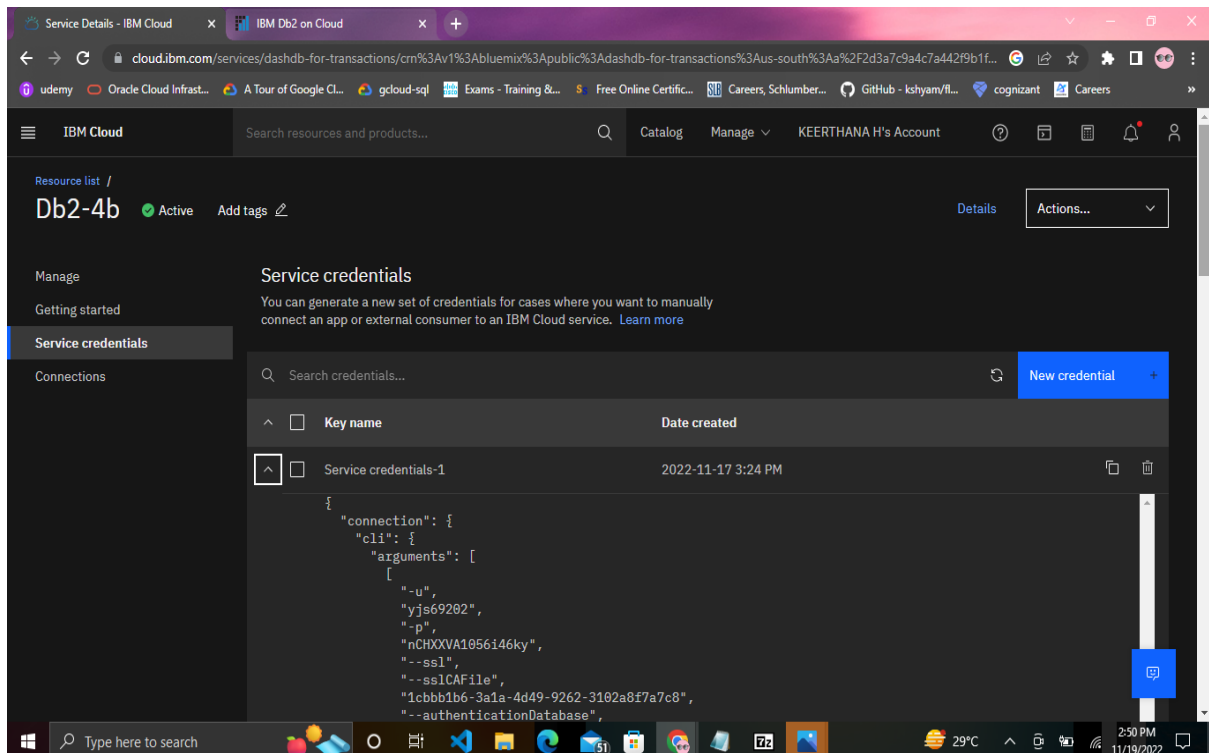 Service Details - IBM Cloud
IBM Db2 on Cloud
cloud.ibm.com/services/dashdb-for-transactions/crn%3Av1%3Abluemix%3Apublic%3Adashdb-for-transactions%3Aus-south%3Aa%2F2d3a7c9a4c7a442f9b1f...
udemy Oracle Cloud Infrast... A Tour of Google Cl... gcloud-sql Exams - Training &... Free Online Certific... Careers, Schlumber... GitHub - kshyam/fl... cognizant Careers »
IBM Cloud Search resources and products... Catalog Manage KEERTHANA H's Account
Resource list /
Db2-4b Active Add tags Details Actions...
Manage
Getting started
Service credentials
Connections
Service credentials
You can generate a new set of credentials for cases where you want to manually
connect an app or external consumer to an IBM Cloud service. Learn more
Search credentials... New credential +
Key name Date created
Service credentials-1 2022-11-17 3:24 PM
{
"connection": {
"cli": {
"arguments": [
[
"-u",
"yjs69202",
"-p",
"nCHXXVA1056i46ky",
"--ssl",
"--sslCAFile",
"1cbbb1b6-3a1a-4d49-9262-3102a8f7a7c8",
"--authenticationDatabase",
Type here to search 51 7z 29°C 2:50 PM
11/19/2022